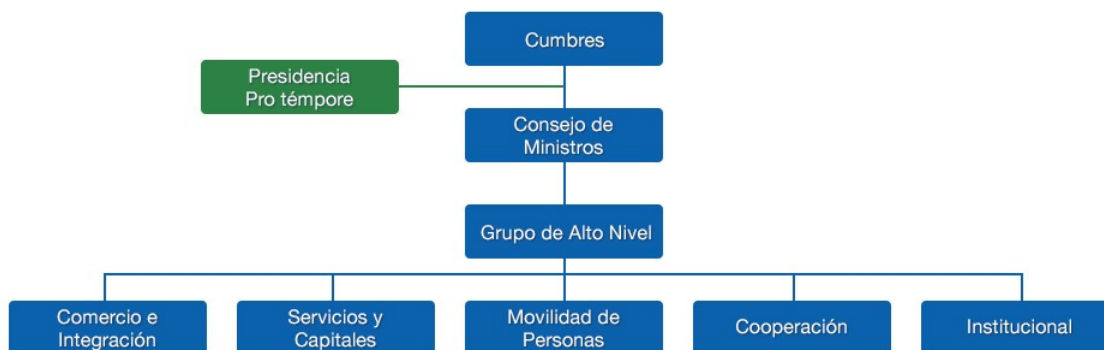 Cumbres
Presidencia
Pro témpore
Consejo de
Ministros
Grupo de Alto Nivel
Comercio e
Integración
Servicios y
Capitales
Movilidad de
Personas
Cooperación
Institucional